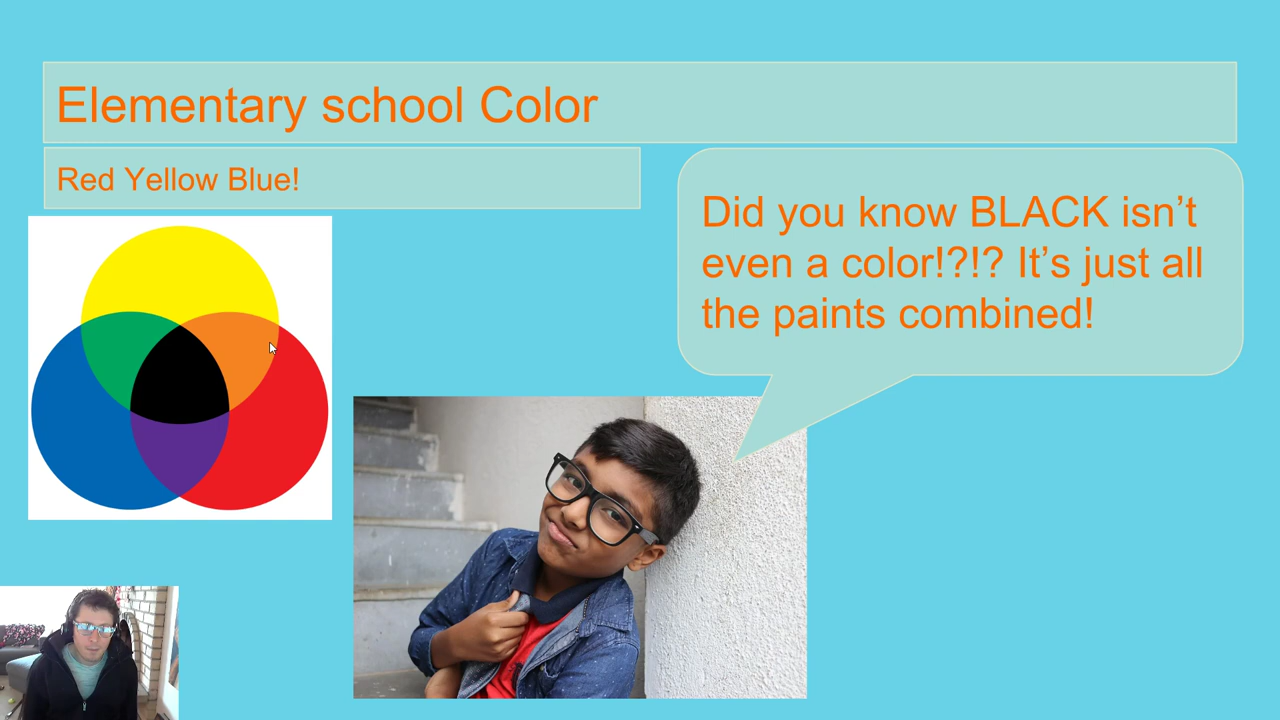 Elementary school Color
Red Yellow Blue!
Did you know BLACK isn’t
even a color!?!? It’s just all
the paints combined!